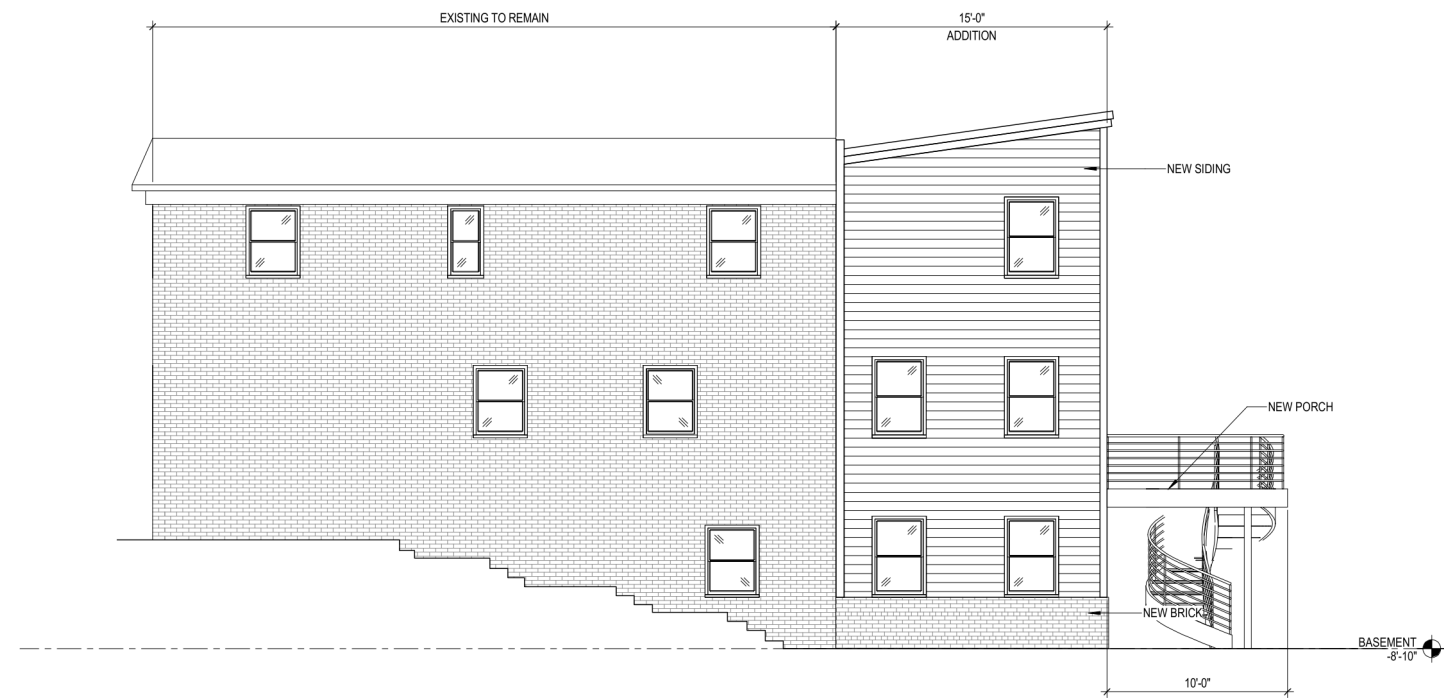 EXISTING TO REMAIN
15'-0"
ADDITION
NEW SIDING
NEW PORCH
NEW BRICK
BASEMENT
-8'-10"
10'-0"